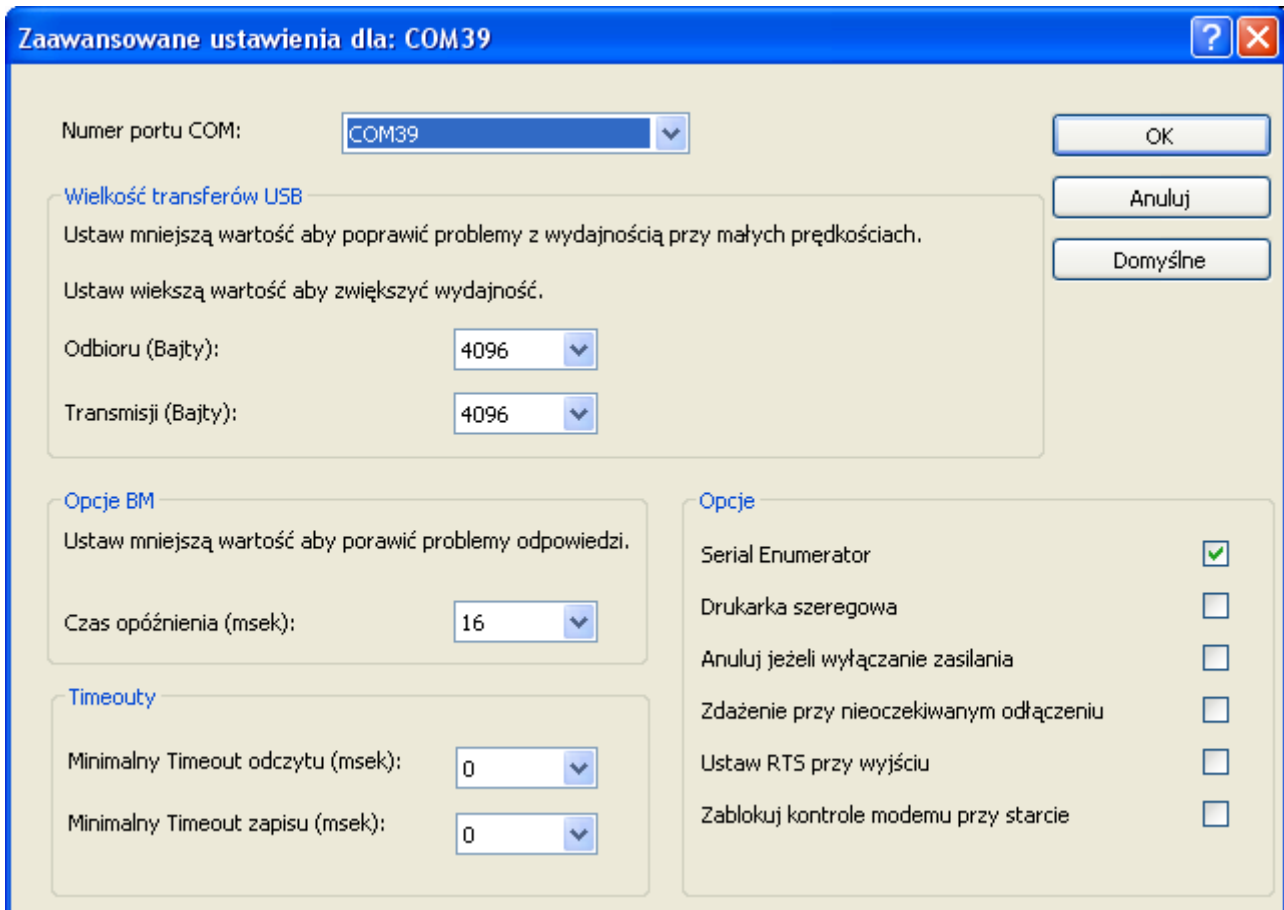 Zaawansowane ustawienia dla: COM39
Numer portu COM:
COM39
OK
Anuluj
Domyślne
Wielkość transferów USB
Ustaw mniejszą wartość aby poprawić problemy z wydajnością przy małych prędkościach.
Ustaw wiekszą wartość aby zwiększyć wydajność.
Odbioru (Bajty):
4096
Transmisji (Bajty):
4096
Opcje BM
Ustaw mniejszą wartość aby porawić problemy odpowiedzi.
Czas opóźnienia (msek):
16
Timeouty
Minimalny Timeout odczytu (msek):
0
Minimalny Timeout zapisu (msek):
0
Opcje
Serial Enumerator
Drukarka szeregowa
Anuluj jeżeli wyłączanie zasilania
Zdażenie przy nieoczekiwanym odłączeniu
Ustaw RTS przy wyjściu
Zablokuj kontrole modemu przy starcie